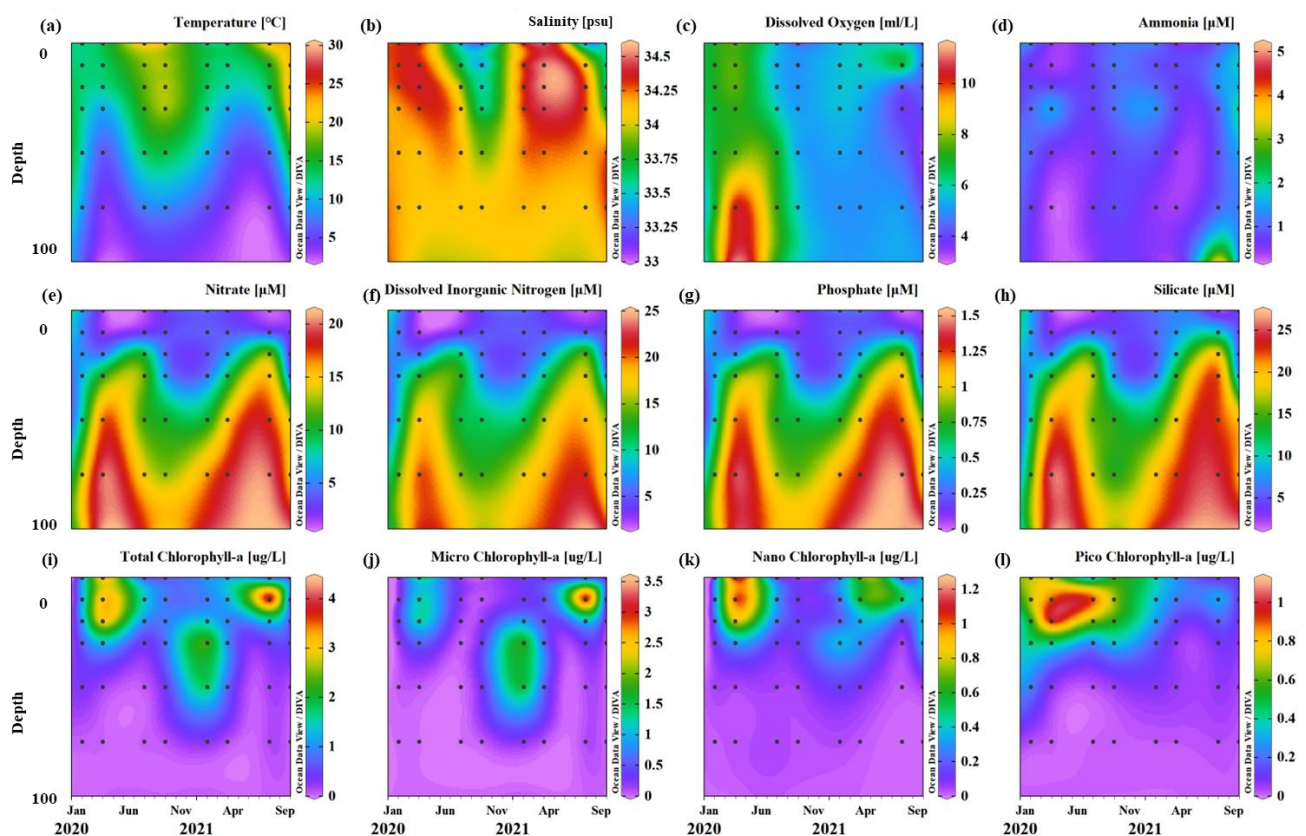 (a) Temperature [°C]
(b) Salinity [psu]
(c) Dissolved Oxygen [ml/L]
(d) Ammonia [µM]
Depth
0
100
30
25
20
15
10
5
Ocean Data View / DIVA
34.5
34.25
34
33.75
33.5
33.25
33
Ocean Data View / DIVA
10
8
6
4
Ocean Data View / DIVA
5
4
3
2
1
Ocean Data View / DIVA
(e) Nitrate [µM]
(f) Dissolved Inorganic Nitrogen [µM]
(g) Phosphate [µM]
(h) Silicate [µM]
Depth
0
100
20
15
10
5
Ocean Data View / DIVA
25
20
15
10
5
Ocean Data View / DIVA
1.5
1.25
1
0.75
0.5
0.25
0
Ocean Data View / DIVA
25
20
15
10
5
Ocean Data View / DIVA
(i) Total Chlorophyll-a [ug/L]
(j) Micro Chlorophyll-a [ug/L]
(k) Nano Chlorophyll-a [ug/L]
(l) Pico Chlorophyll-a [ug/L]
Depth
0
100
4
3
2
1
0
Ocean Data View / DIVA
3.5
3
2.5
2
1.5
1
0.5
0
Ocean Data View / DIVA
1.2
1
0.8
0.6
0.4
0.2
0
Ocean Data View / DIVA
1
0.8
0.6
0.4
0.2
0
Ocean Data View / DIVA
Jan Jun Nov Apr Sep
2020 2021
Jan Jun Nov Apr Sep
2020 2021
Jan Jun Nov Apr Sep
2020 2021
Jan Jun Nov Apr Sep
2020 2021